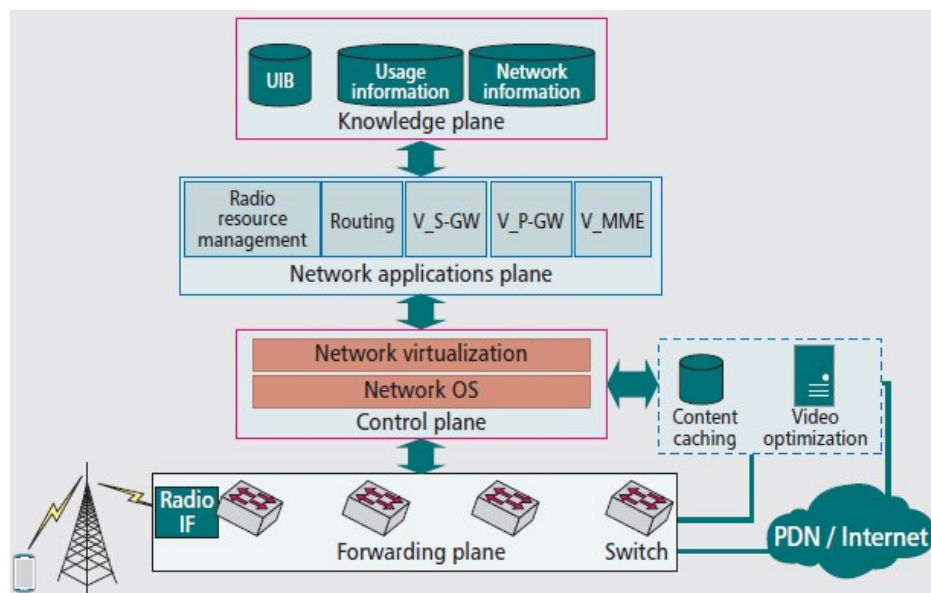 UIB
Usage
information
Network
information
Knowledge plane
Radio
resource
management
Routing
V_S-GW
V_P-GW
V_MME
Network applications plane
Network virtualization
Network OS
Control plane
Content
caching
Video
optimization
Radio
IF
Forwarding plane
Switch
PDN / Internet